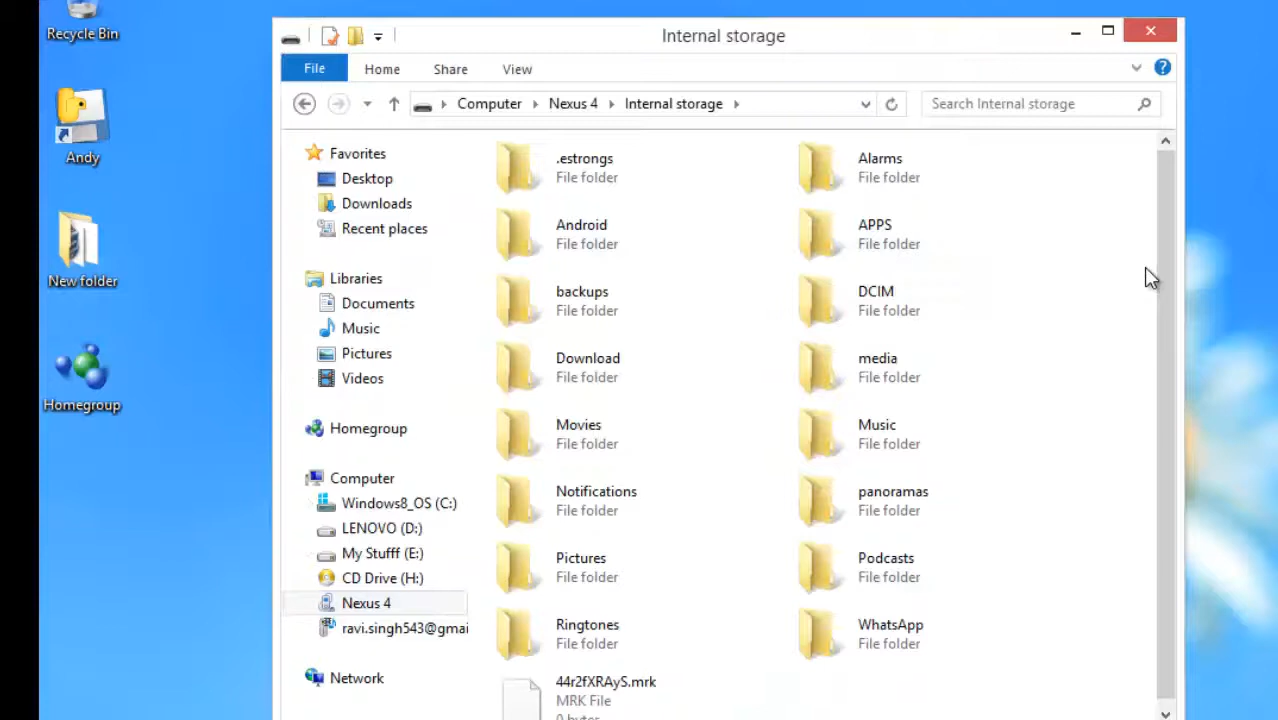 Recycle Bin
Andy
New folder
Homegroup
Internal storage
File Home Share View
Computer Nexus 4 Internal storage
Search Internal storage
Favorites
Desktop
Downloads
Recent places
Libraries
Documents
Music
Pictures
Videos
Homegroup
Computer
Windows8_OS (C:)
LENOVO (D:)
My Stufff (E:)
CD Drive (H:)
Nexus 4
ravi.singh543@gmai
Network
.estrongs
File folder
Alarms
File folder
Android
File folder
APPS
File folder
backups
File folder
DCIM
File folder
Download
File folder
media
File folder
Movies
File folder
Music
File folder
Notifications
File folder
panoramas
File folder
Pictures
File folder
Podcasts
File folder
Ringtones
File folder
WhatsApp
File folder
44r2fXRAyS.mrk
MRK File
0 bytes